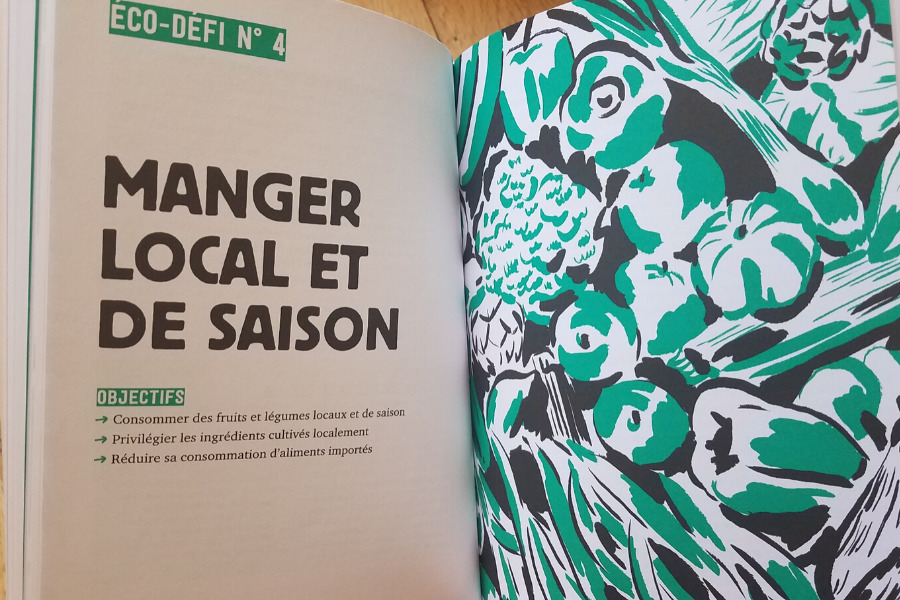 ÉCO-DÉFI N° 4
MANGER
LOCAL ET
DE SAISON
OBJECTIFS
→ Consommer des fruits et légumes locaux et de saison
→ Privilégier les ingrédients cultivés localement
→ Réduire sa consommation d'aliments importés